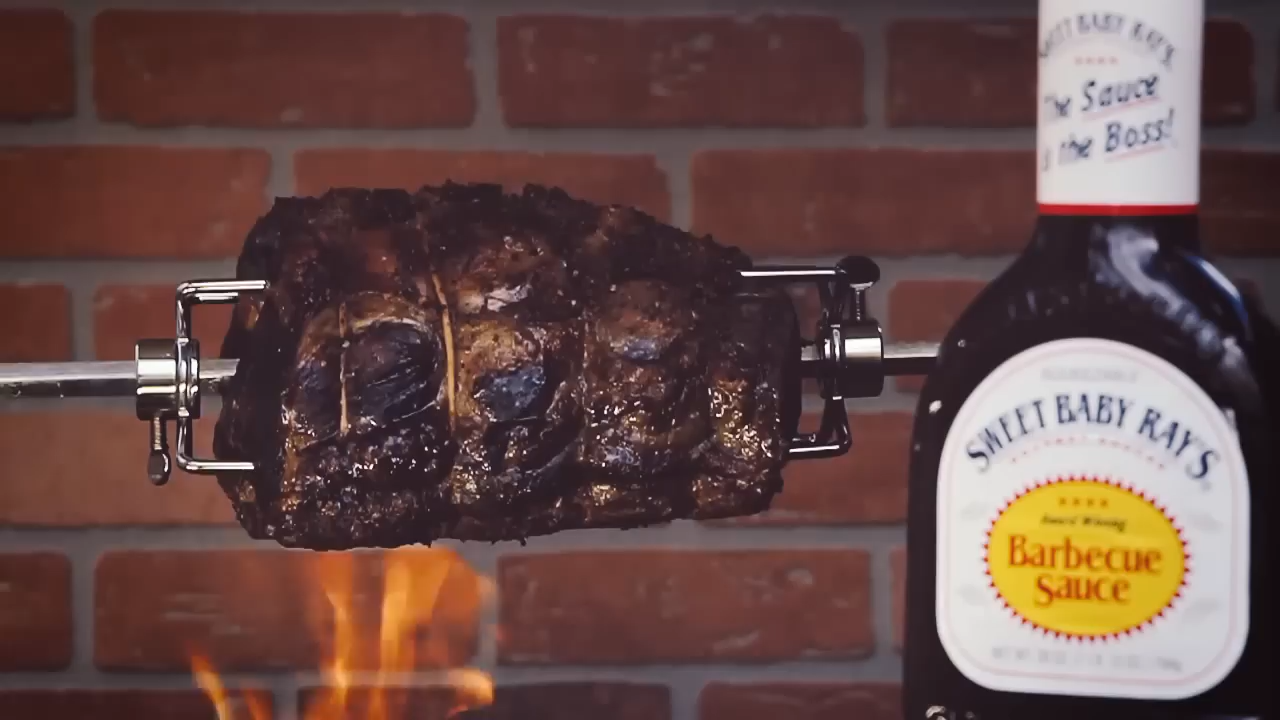 SWEET BABY RAY'S
The Sauce
is the Boss!
SWEET BABY RAY'S
Award Winning
Barbecue
Sauce